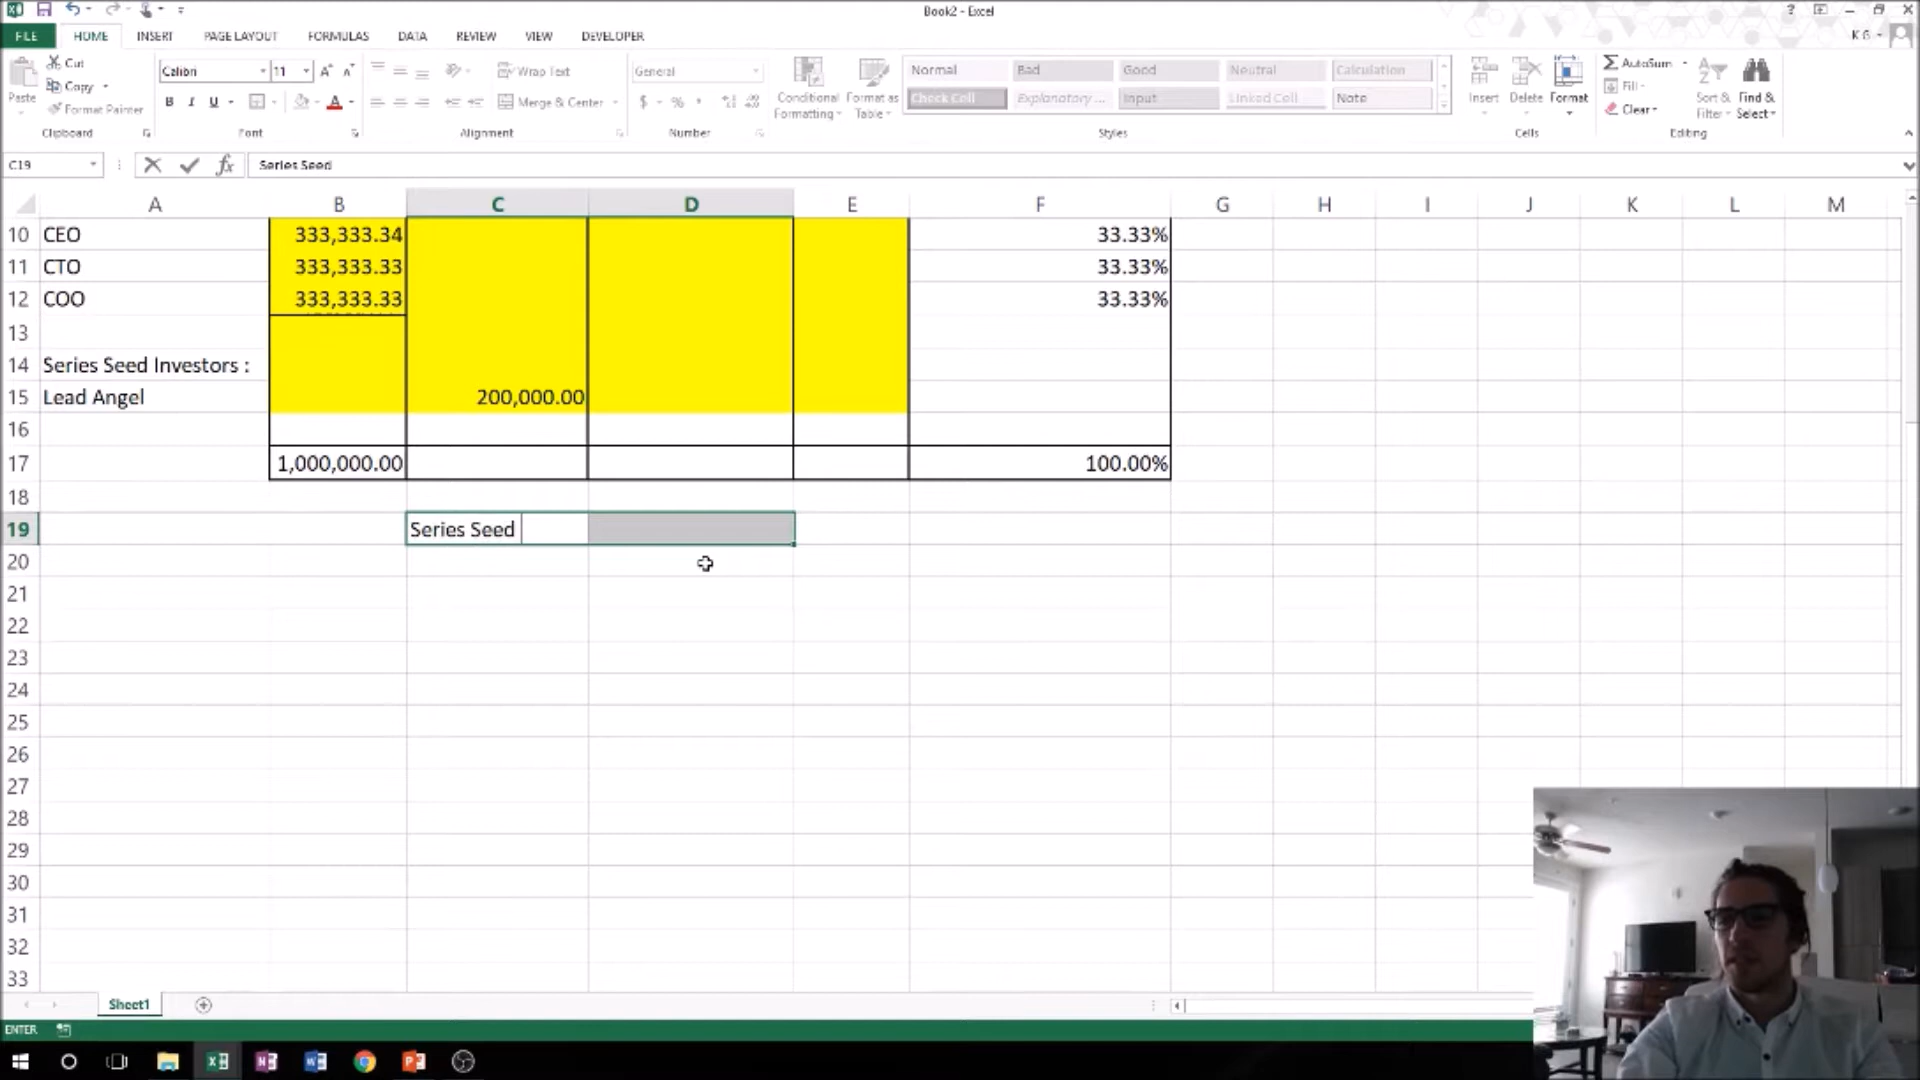 Book2 - Excel
?
FILE HOME INSERT PAGE LAYOUT FORMULAS DATA REVIEW VIEW DEVELOPER K G
Paste Cut Copy Format Painter Clipboard
Calibri 11 B I U A Font
Wrap Text Merge & Center Alignment
General $ % , Number
Conditional Formatting Format as Table
Normal Bad Good Neutral Calculation
Check Cell Explanatory ... Input Linked Cell Note
Styles
Insert Delete Format Cells
AutoSum Fill Clear Sort & Filter Find & Select Editing
C19 fx Series Seed
A B C D E F G H I J K L M
10 CEO 333,333.34 33.33%
11 CTO 333,333.33 33.33%
12 COO 333,333.33 33.33%
13
14 Series Seed Investors :
15 Lead Angel 200,000.00
16
17 1,000,000.00 100.00%
18
19 Series Seed
20
21
22
23
24
25
26
27
28
29
30
31
32
33
Sheet1
ENTER